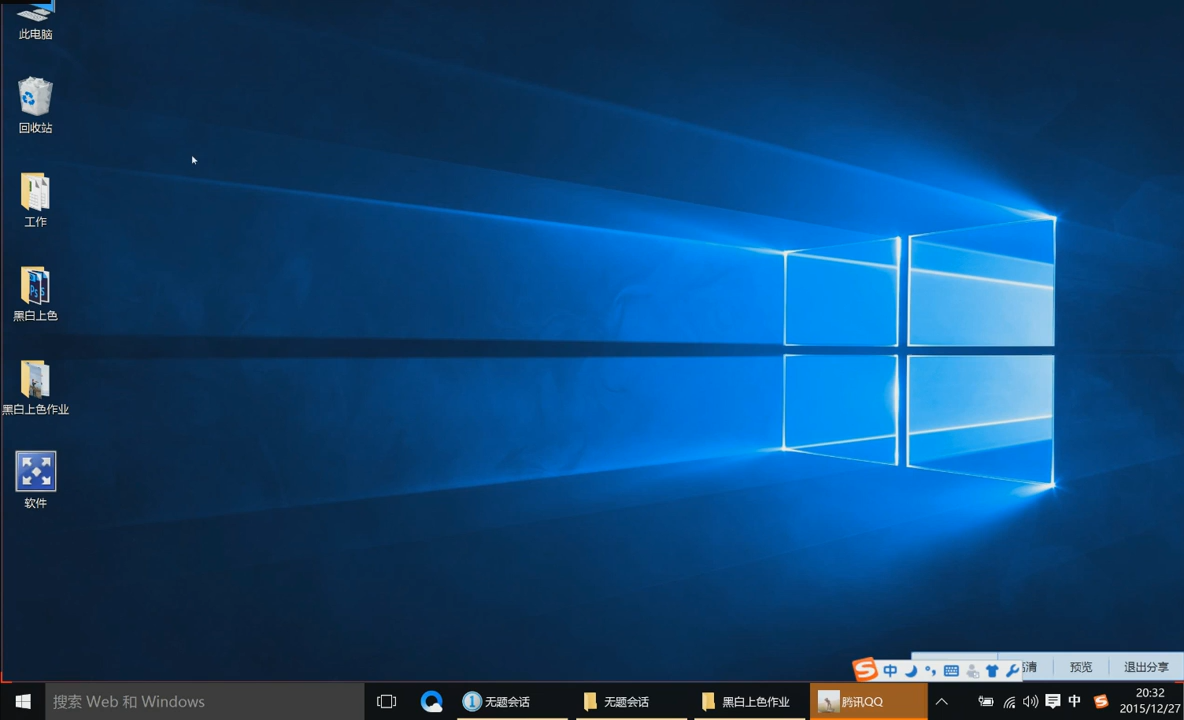 此电脑
回收站
工作
黑白上色
黑白上色作业
软件
中
清 预览 退出分享
搜索 Web 和 Windows
无题会话
无题会话
黑白上色作业
腾讯QQ
中
20:32
2015/12/27